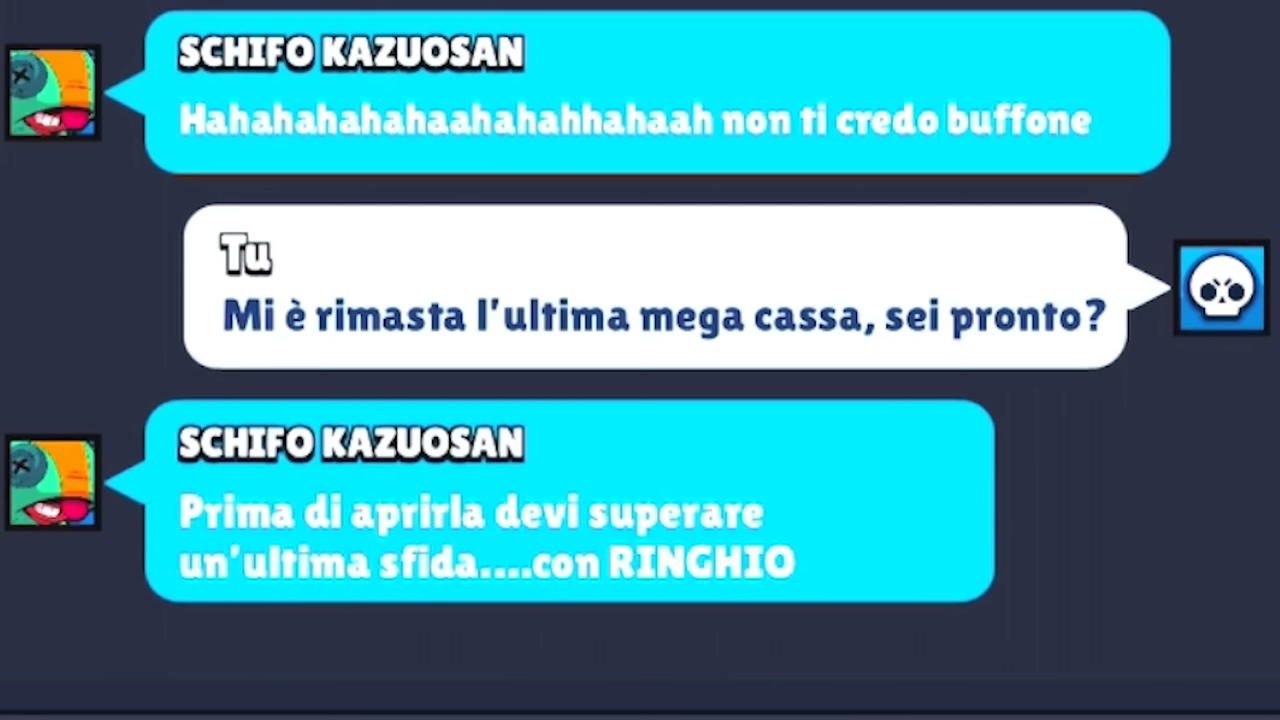 SCHIFO KAZUOSAN
Hahahahahahaahahahhahaah non ti credo buffone
Tu
Mi è rimasta l'ultima mega cassa, sei pronto?
SCHIFO KAZUOSAN
Prima di aprirla devi superare
un'ultima sfida....con RINGHIO